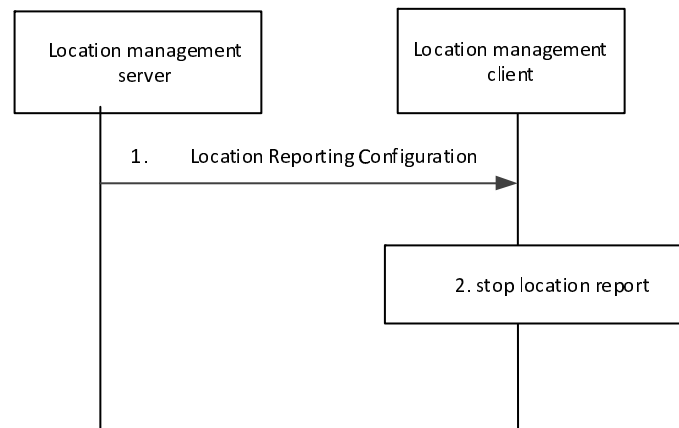 Location management
server
Location management
client
1. Location Reporting Configuration
2. stop location report